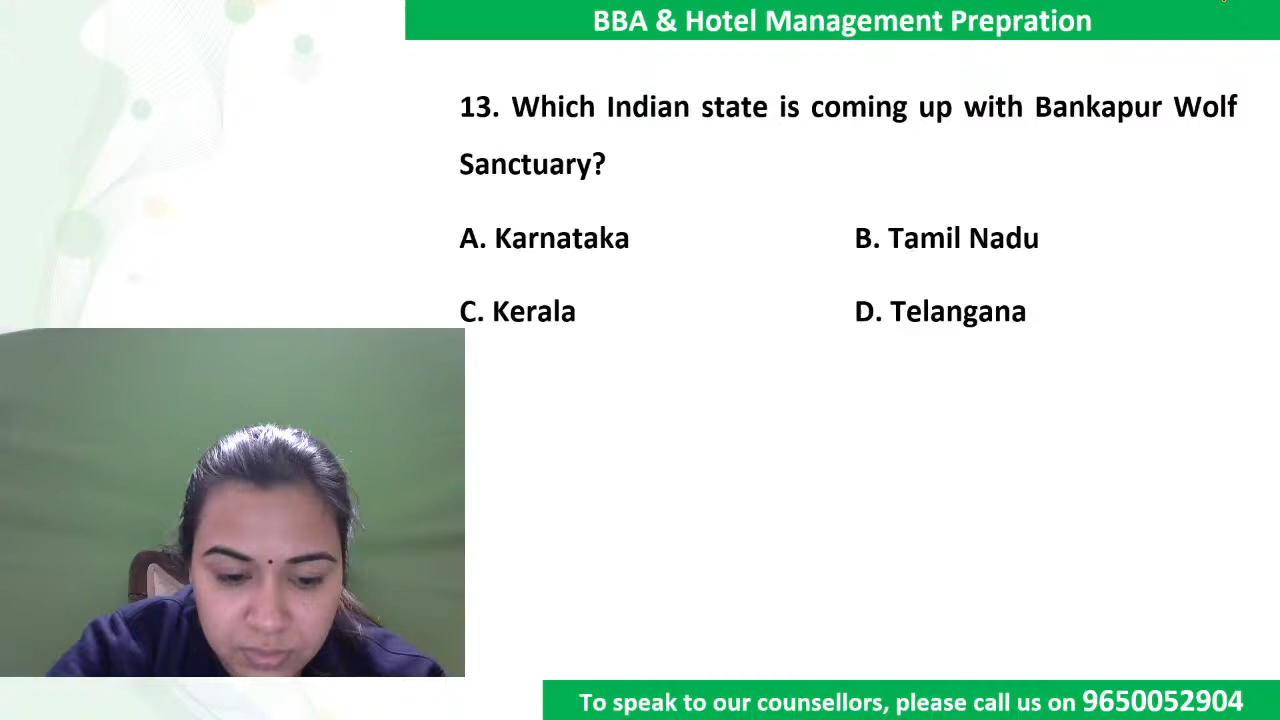 BBA & Hotel Management Prepration
13. Which Indian state is coming up with Bankapur Wolf
Sanctuary?
A. Karnataka B. Tamil Nadu
C. Kerala D. Telangana
To speak to our counsellors, please call us on 9650052904